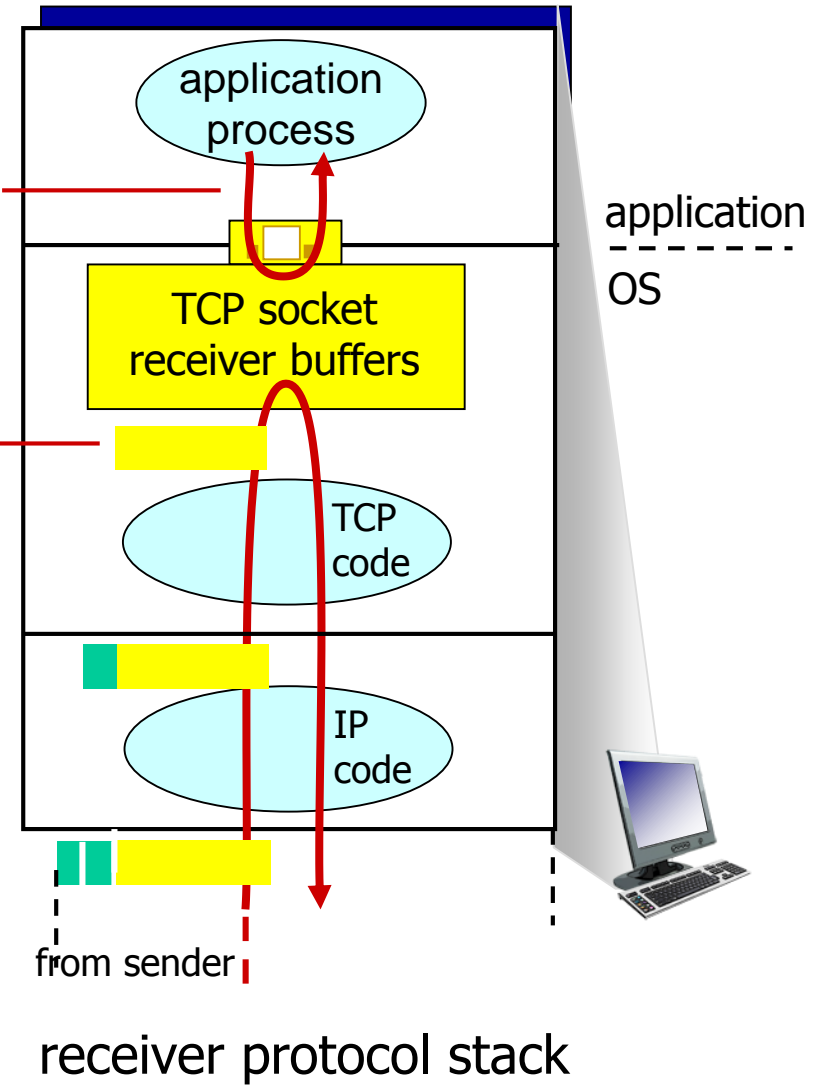 application
process
application
OS
TCP socket
receiver buffers
TCP
code
IP
code
from sender
receiver protocol stack